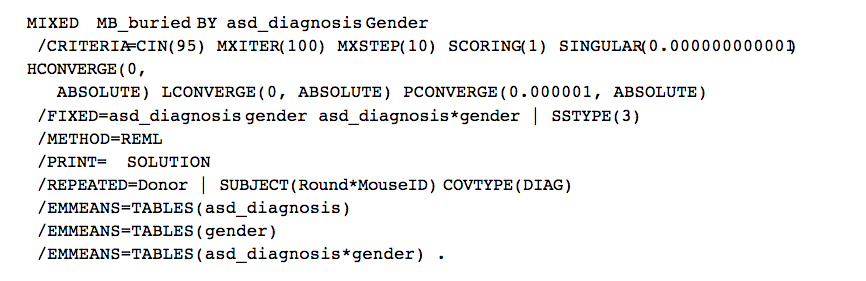 MIXED MB_buried BY asd_diagnosis Gender
/CRITERIA=CIN(95) MXITER(100) MXSTEP(10) SCORING(1) SINGULAR(0.000000000001)
HCONVERGE(0,
ABSOLUTE) LCONVERGE(0, ABSOLUTE) PCONVERGE(0.000001, ABSOLUTE)
/FIXED=asd_diagnosis gender asd_diagnosis*gender | SSTYPE(3)
/METHOD=REML
/PRINT= SOLUTION
/REPEATED=Donor | SUBJECT(Round*MouseID) COVTYPE(DIAG)
/EMMEANS=TABLES(asd_diagnosis)
/EMMEANS=TABLES(gender)
/EMMEANS=TABLES(asd_diagnosis*gender) .